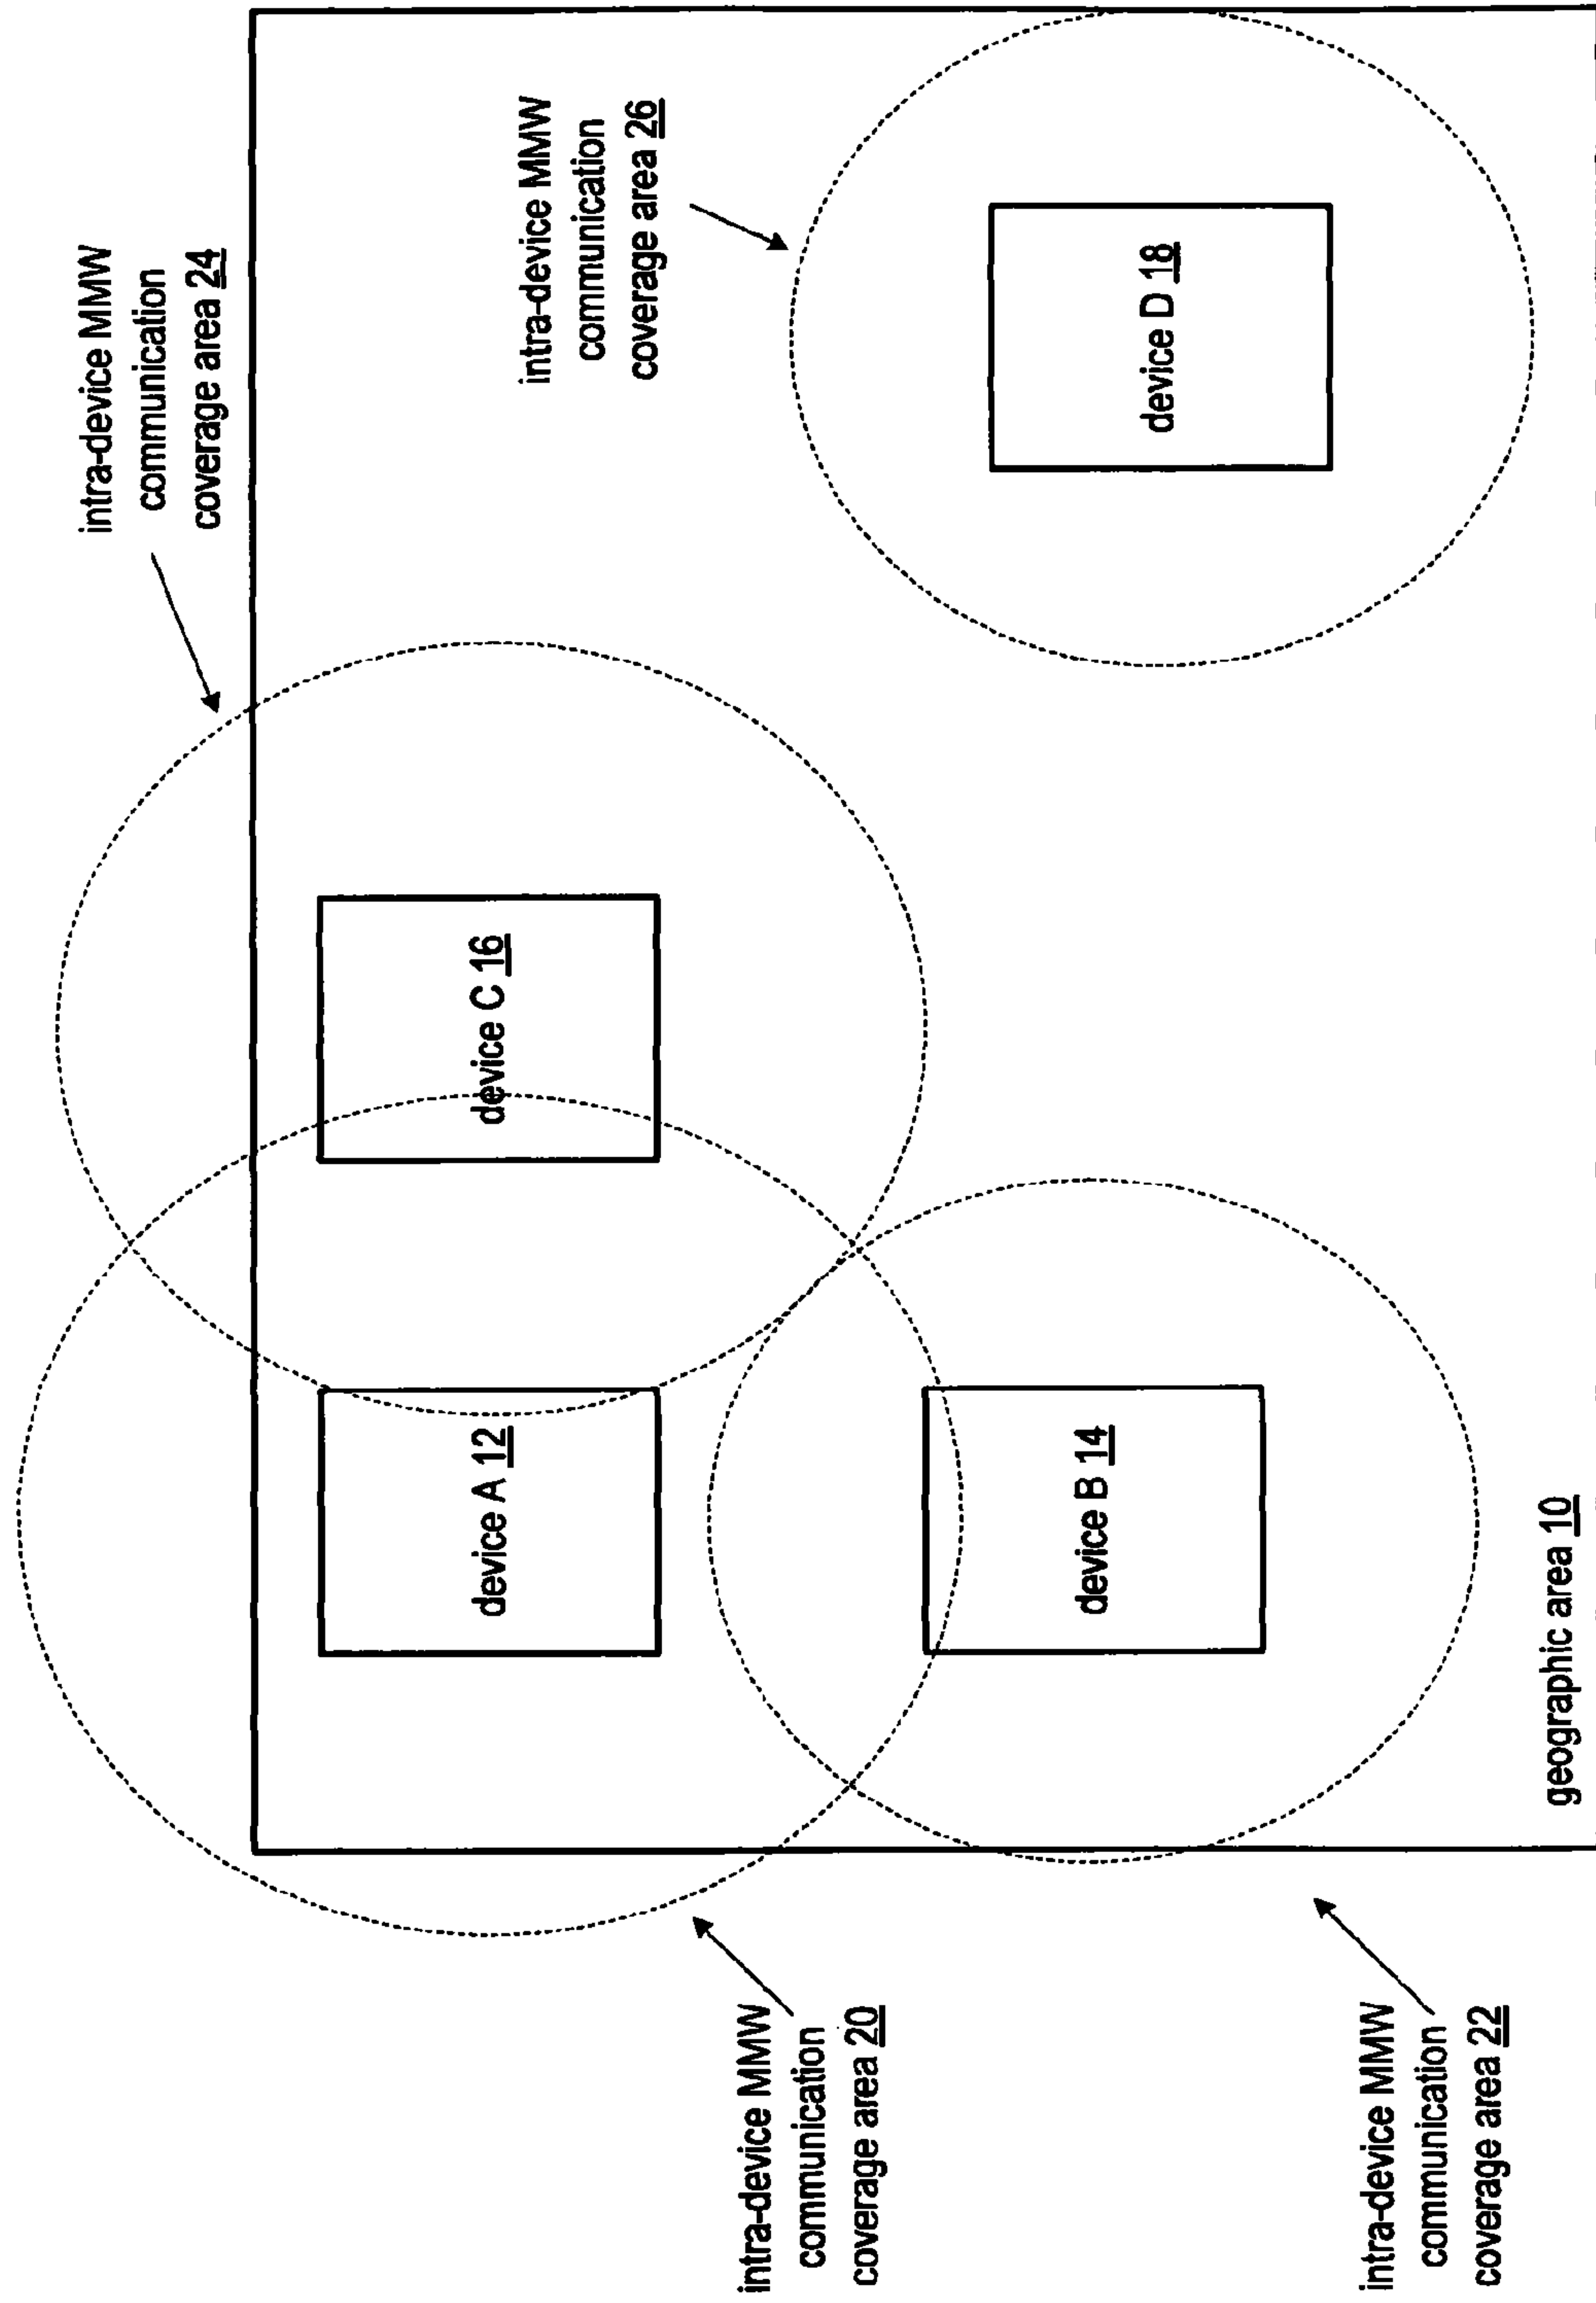 intra-device MMW
communication
coverage area 24
intra-device MMW
communication
coverage area 26
device A 12
device C 16
intra-device MMW
communication
coverage area 20
device B 14
device D 18
intra-device MMW
communication
coverage area 22
geographic area 10